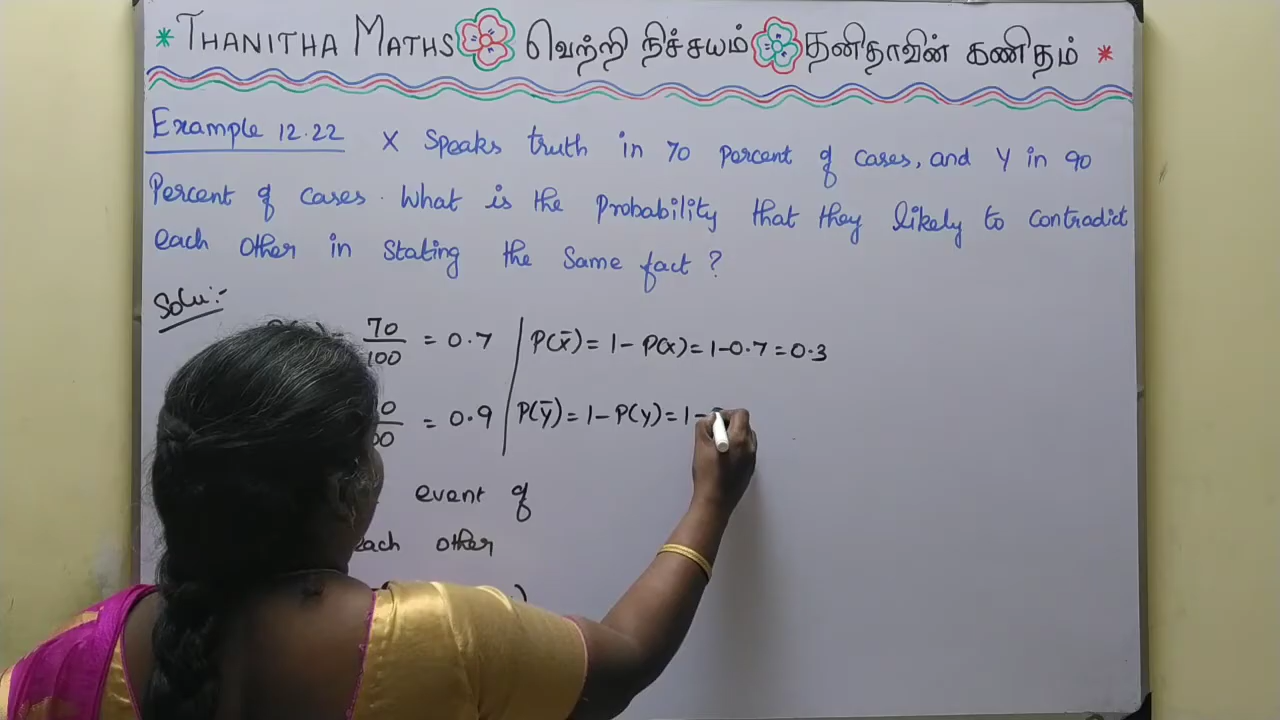 * THANITHA MATHS வெற்றி நிச்சயம் தனிதாவின் கணிதம் *
Example 12.22 X Speaks truth in 70 percent of cases, and Y in 90
Percent of cases. What is the Probability that they likely to contradict
each other in stating the Same fact?
Solu:-
70/100 = 0.7 P(x̄) = 1 - P(x) = 1-0.7 = 0.3
= 0.9 P(ȳ) = 1 - P(y) = 1 -
event of
each other